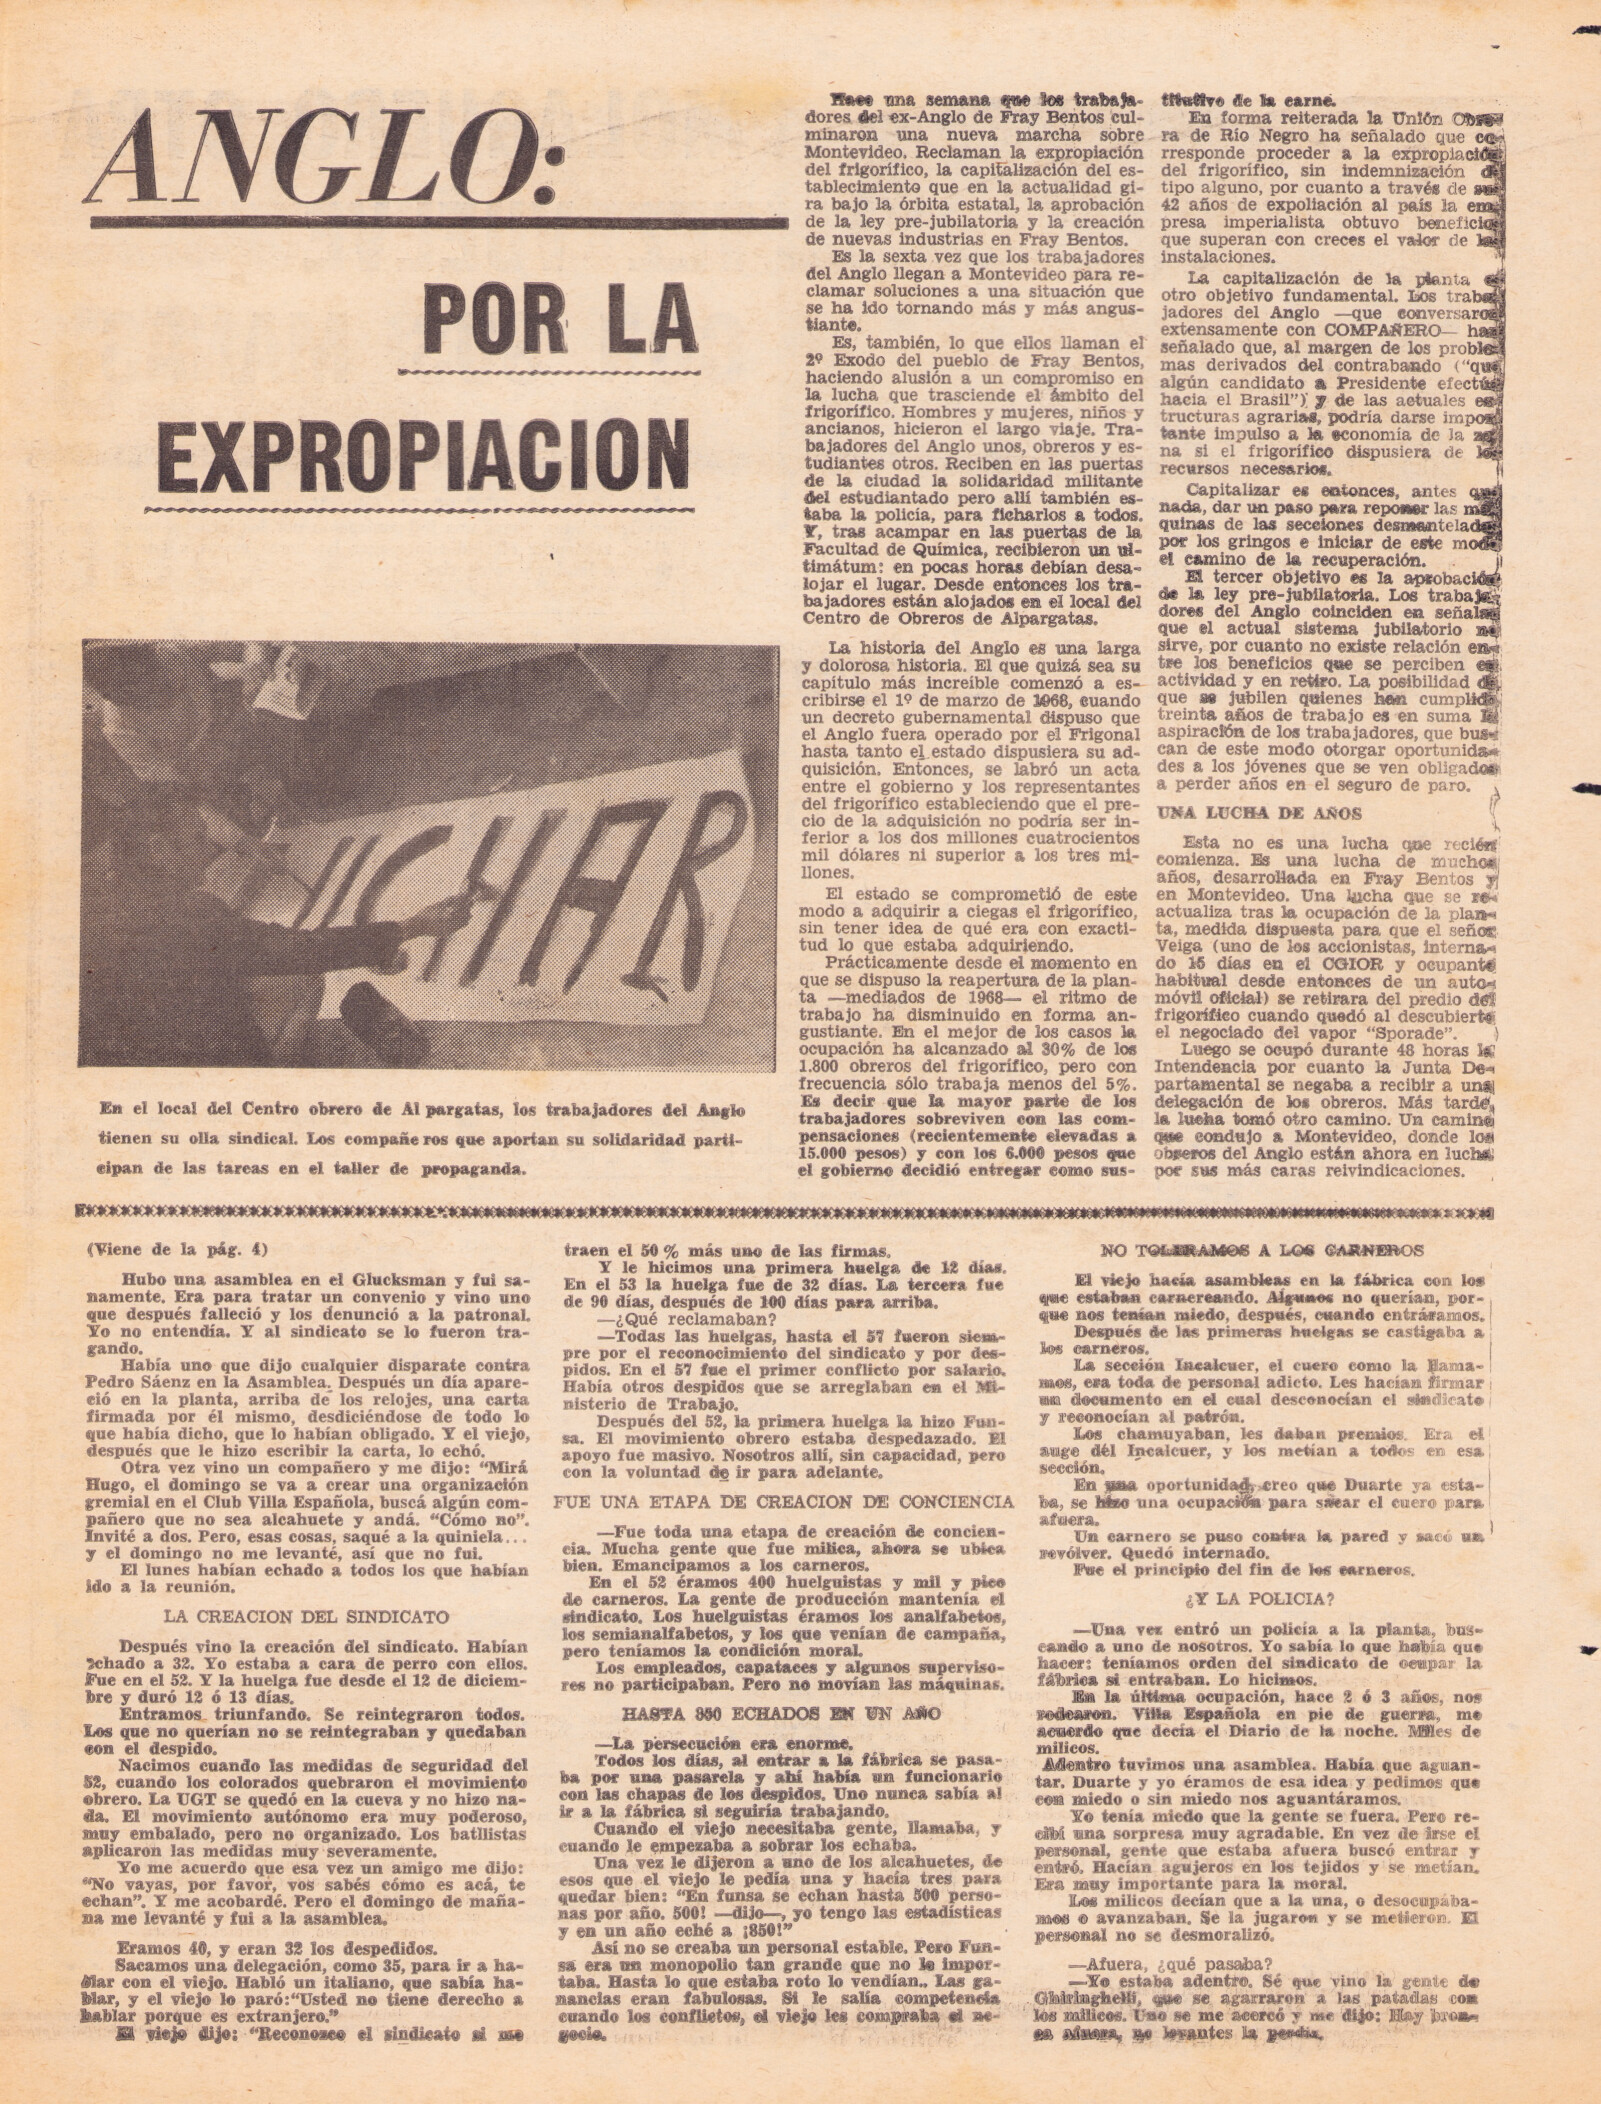 ANGLO:
POR LA
EXPROPIACION
LUCHAR
En el local del Centro obrero de Alpargatas, los trabajadores del Anglo
tienen su olla sindical. Los compañeros que aportan su solidaridad parti-
cipan de las tareas en el taller de propaganda.
Hace una semana que los trabaja-
dores del ex-Anglo de Fray Bentos cul-
minaron una nueva marcha sobre
Montevideo. Reclaman la expropiación
del frigorífico, la capitalización del es-
tablecimiento que en la actualidad gi-
ra bajo la órbita estatal, la aprobación
de la ley pre-jubilatoria y la creación
de nuevas industrias en Fray Bentos.
Es la sexta vez que los trabajadores
del Anglo llegan a Montevideo para re-
clamar soluciones a una situación que
se ha ido tornando más y más angus-
tiante.
Es, también, lo que ellos llaman el
2º Exodo del pueblo de Fray Bentos,
haciendo alusión a un compromiso en
la lucha que trasciende el ámbito del
frigorífico. Hombres y mujeres, niños y
ancianos, hicieron el largo viaje. Tra-
bajadores del Anglo unos, obreros y es-
tudiantes otros. Reciben en las puertas
de la ciudad la solidaridad militante
del estudiantado pero allí también es-
taba la policía, para ficharlos a todos.
Y, tras acampar en las puertas de la
Facultad de Química, recibieron un ul-
timátum: en pocas horas debían desa-
lojar el lugar. Desde entonces los tra-
bajadores están alojados en el local del
Centro de Obreros de Alpargatas.
La historia del Anglo es una larga
y dolorosa historia. El que quizá sea su
capítulo más increíble comenzó a es-
cribirse el 1º de marzo de 1968, cuando
un decreto gubernamental dispuso que
el Anglo fuera operado por el Frigonal
hasta tanto el estado dispusiera su ad-
quisición. Entonces, se labró un acta
entre el gobierno y los representantes
del frigorífico estableciendo que el pre-
cio de la adquisición no podría ser in-
ferior a los dos millones cuatrocientos
mil dólares ni superior a los tres mi-
llones.
El estado se comprometió de este
modo a adquirir a ciegas el frigorífico,
sin tener idea de qué era con exacti-
tud lo que estaba adquiriendo.
Prácticamente desde el momento en
que se dispuso la reapertura de la plan-
ta —mediados de 1968— el ritmo de
trabajo ha disminuido en forma an-
gustiante. En el mejor de los casos la
ocupación ha alcanzado al 30% de los
1.800 obreros del frigorífico, pero con
frecuencia sólo trabaja menos del 5%.
Es decir que la mayor parte de los
trabajadores sobreviven con las com-
pensaciones (recientemente elevadas a
15.000 pesos) y con los 6.000 pesos que
el gobierno decidió entregar como sus-
titutivo de la carne.
En forma reiterada la Unión Obre-
ra de Río Negro ha señalado que co-
rresponde proceder a la expropiación
del frigorífico, sin indemnización de
tipo alguno, por cuanto a través de sus
42 años de expoliación al país la em-
presa imperialista obtuvo beneficios
que superan con creces el valor de las
instalaciones.
La capitalización de la planta es
otro objetivo fundamental. Los traba-
jadores del Anglo —que conversaron
extensamente con COMPAÑERO— han
señalado que, al margen de los proble-
mas derivados del contrabando ("que
algún candidato a Presidente efectúa
hacia el Brasil") y de las actuales es-
tructuras agrarias, podría darse impor-
tante impulso a la economía de la zo-
na si el frigorífico dispusiera de los
recursos necesarios.
Capitalizar es entonces, antes que
nada, dar un paso para reponer las má-
quinas de las secciones desmanteladas
por los gringos e iniciar de este modo
el camino de la recuperación.
El tercer objetivo es la aprobación
de la ley pre-jubilatoria. Los trabaja-
dores del Anglo coinciden en señalar
que el actual sistema jubilatorio no
sirve, por cuanto no existe relación en-
tre los beneficios que se perciben en
actividad y en retiro. La posibilidad de
que se jubilen quienes han cumplido
treinta años de trabajo es en suma la
aspiración de los trabajadores, que bus-
can de este modo otorgar oportunida-
des a los jóvenes que se ven obligados
a perder años en el seguro de paro.
UNA LUCHA DE AÑOS
Esta no es una lucha que recién
comienza. Es una lucha de muchos
años, desarrollada en Fray Bentos y
en Montevideo. Una lucha que se re-
actualiza tras la ocupación de la plan-
ta, medida dispuesta para que el señor
Veiga (uno de los accionistas, interna-
do 15 días en el CGIOR y ocupante
habitual desde entonces de un auto-
móvil oficial) se retirara del predio del
frigorífico cuando quedó al descubierto
el negociado del vapor "Sporade".
Luego se ocupó durante 48 horas la
Intendencia por cuanto la Junta De-
partamental se negaba a recibir a una
delegación de los obreros. Más tarde,
la lucha tomó otro camino. Un camino
que condujo a Montevideo, donde los
obreros del Anglo están ahora en lucha
por sus más caras reivindicaciones.
(Viene de la pág. 4)
Hubo una asamblea en el Glucksman y fui sa-
namente. Era para tratar un convenio y vino uno
que después falleció y los denunció a la patronal.
Yo no entendía. Y al sindicato se lo fueron tra-
gando.
Había uno que dijo cualquier disparate contra
Pedro Sáenz en la Asamblea. Después un día apare-
ció en la planta, arriba de los relojes, una carta
firmada por él mismo, desdiciéndose de todo lo
que había dicho, que lo habían obligado. Y el viejo,
después que le hizo escribir la carta, lo echó.
Otra vez vino un compañero y me dijo: "Mirá
Hugo, el domingo se va a crear una organización
gremial en el Club Villa Española, buscá algún com-
pañero que no sea alcahuete y andá. "Cómo no".
Invité a dos. Pero, esas cosas, saqué a la quiniela...
y el domingo no me levanté, así que no fui.
El lunes habían echado a todos los que habían
ido a la reunión.
LA CREACION DEL SINDICATO
Después vino la creación del sindicato. Habían
echado a 32. Yo estaba a cara de perro con ellos.
Fue en el 52. Y la huelga fue desde el 12 de diciem-
bre y duró 12 ó 13 días.
Entramos triunfando. Se reintegraron todos.
Los que no querían no se reintegraban y quedaban
con el despido.
Nacimos cuando las medidas de seguridad del
52, cuando los colorados quebraron el movimiento
obrero. La UGT se quedó en la cueva y no hizo na-
da. El movimiento autónomo era muy poderoso,
muy embalado, pero no organizado. Los batllistas
aplicaron las medidas muy severamente.
Yo me acuerdo que esa vez un amigo me dijo:
"No vayas, por favor, vos sabés cómo es acá, te
echan". Y me acobardé. Pero el domingo de maña-
na me levanté y fui a la asamblea.
Eramos 40, y eran 32 los despedidos.
Sacamos una delegación, como 35, para ir a ha-
blar con el viejo. Habló un italiano, que sabía ha-
blar, y el viejo lo paró:"Usted no tiene derecho a
hablar porque es extranjero."
El viejo dijo: "Reconozco el sindicato si me
traen el 50 % más uno de las firmas.
Y le hicimos una primera huelga de 12 días.
En el 53 la huelga fue de 32 días. La tercera fue
de 90 días, después de 100 días para arriba.
—¿Qué reclamaban?
—Todas las huelgas, hasta el 57 fueron siem-
pre por el reconocimiento del sindicato y por des-
pidos. En el 57 fue el primer conflicto por salario.
Había otros despidos que se arreglaban en el Mi-
nisterio de Trabajo.
Después del 52, la primera huelga la hizo Fun-
sa. El movimiento obrero estaba despedazado. El
apoyo fue masivo. Nosotros allí, sin capacidad, pero
con la voluntad de ir para adelante.
FUE UNA ETAPA DE CREACION DE CONCIENCIA
—Fue toda una etapa de creación de concien-
cia. Mucha gente que fue milica, ahora se ubica
bien. Emancipamos a los carneros.
En el 52 éramos 400 huelguistas y mil y pico
de carneros. La gente de producción mantenía el
sindicato. Los huelguistas éramos los analfabetos,
los semianalfabetos, y los que venían de campaña,
pero teníamos la condición moral.
Los empleados, capataces y algunos superviso-
res no participaban. Pero no movían las máquinas.
HASTA 850 ECHADOS EN UN AÑO
—La persecución era enorme.
Todos los días, al entrar a la fábrica se pasa-
ba por una pasarela y ahí había un funcionario
con las chapas de los despidos. Uno nunca sabía al
ir a la fábrica si seguiría trabajando.
Cuando el viejo necesitaba gente, llamaba, y
cuando le empezaba a sobrar los echaba.
Una vez le dijeron a uno de los alcahuetes, de
esos que el viejo le pedía una y hacía tres para
quedar bien: "En funsa se echan hasta 500 perso-
nas por año. 500! —dijo—, yo tengo las estadísticas
y en un año eché a ¡850!"
Así no se creaba un personal estable. Pero Fun-
sa era un monopolio tan grande que no le impor-
taba. Hasta lo que estaba roto lo vendían.. Las ga-
nancias eran fabulosas. Si le salía competencia
cuando los conflictos, el viejo les compraba el ne-
gocio.
NO TOLERAMOS A LOS CARNEROS
El viejo hacía asambleas en la fábrica con los
que estaban carnereando. Algunos no querían, por-
que nos tenían miedo, después, cuando entráramos.
Después de las primeras huelgas se castigaba a
los carneros.
La sección Incalcuer, el cuero como la llama-
mos, era toda de personal adicto. Les hacían firmar
un documento en el cual desconocían el sindicato
y reconocían al patrón.
Los chamuyaban, les daban premios. Era el
auge dél Incalcuer, y los metían a todos en esa
sección.
En una oportunidad, creo que Duarte ya esta-
ba, se hizo una ocupación para sacar el cuero para
afuera.
Un carnero se puso contra la pared y sacó un
revólver. Quedó internado.
Fue el principio del fin de los carneros.
¿Y LA POLICIA?
—Una vez entró un policía a la planta, bus-
cando a uno de nosotros. Yo sabía lo que había que
hacer: teníamos orden del sindicato de ocupar la
fábrica si entraban. Lo hicimos.
En la última ocupación, hace 2 ó 3 años, nos
rodearon. Villa Española en pie de guerra, me
acuerdo que decía el Diario de la noche. Miles de
milicos.
Adentro tuvimos una asamblea. Había que aguan-
tar. Duarte y yo éramos de esa idea y pedimos que
con miedo o sin miedo nos aguantáramos.
Yo tenía miedo que la gente se fuera. Pero re-
cibí una sorpresa muy agradable. En vez de irse el
personal, gente que estaba afuera buscó entrar y
entró. Hacían agujeros en los tejidos y se metían.
Era muy importante para la moral.
Los milicos decían que a la una, o desocupába-
mos o avanzaban. Se la jugaron y se metieron. El
personal no se desmoralizó.
—Afuera, ¿qué pasaba?
—Yo estaba adentro. Sé que vino la gente de
Ghiringhelli, que se agarraron a las patadas con
los milicos. Uno se me acercó y me dijo: Hay bron-
ca afuera, no levantes la perdiz.